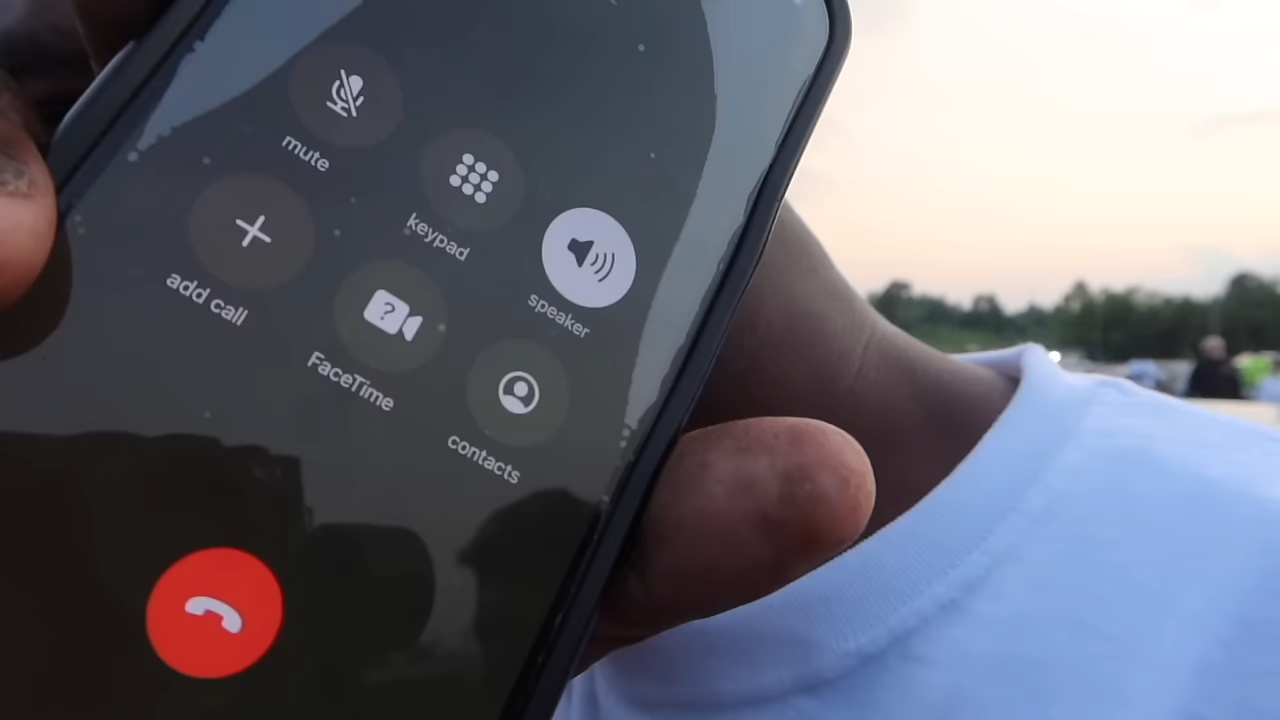 mute
keypad
speaker
add call
FaceTime
contacts